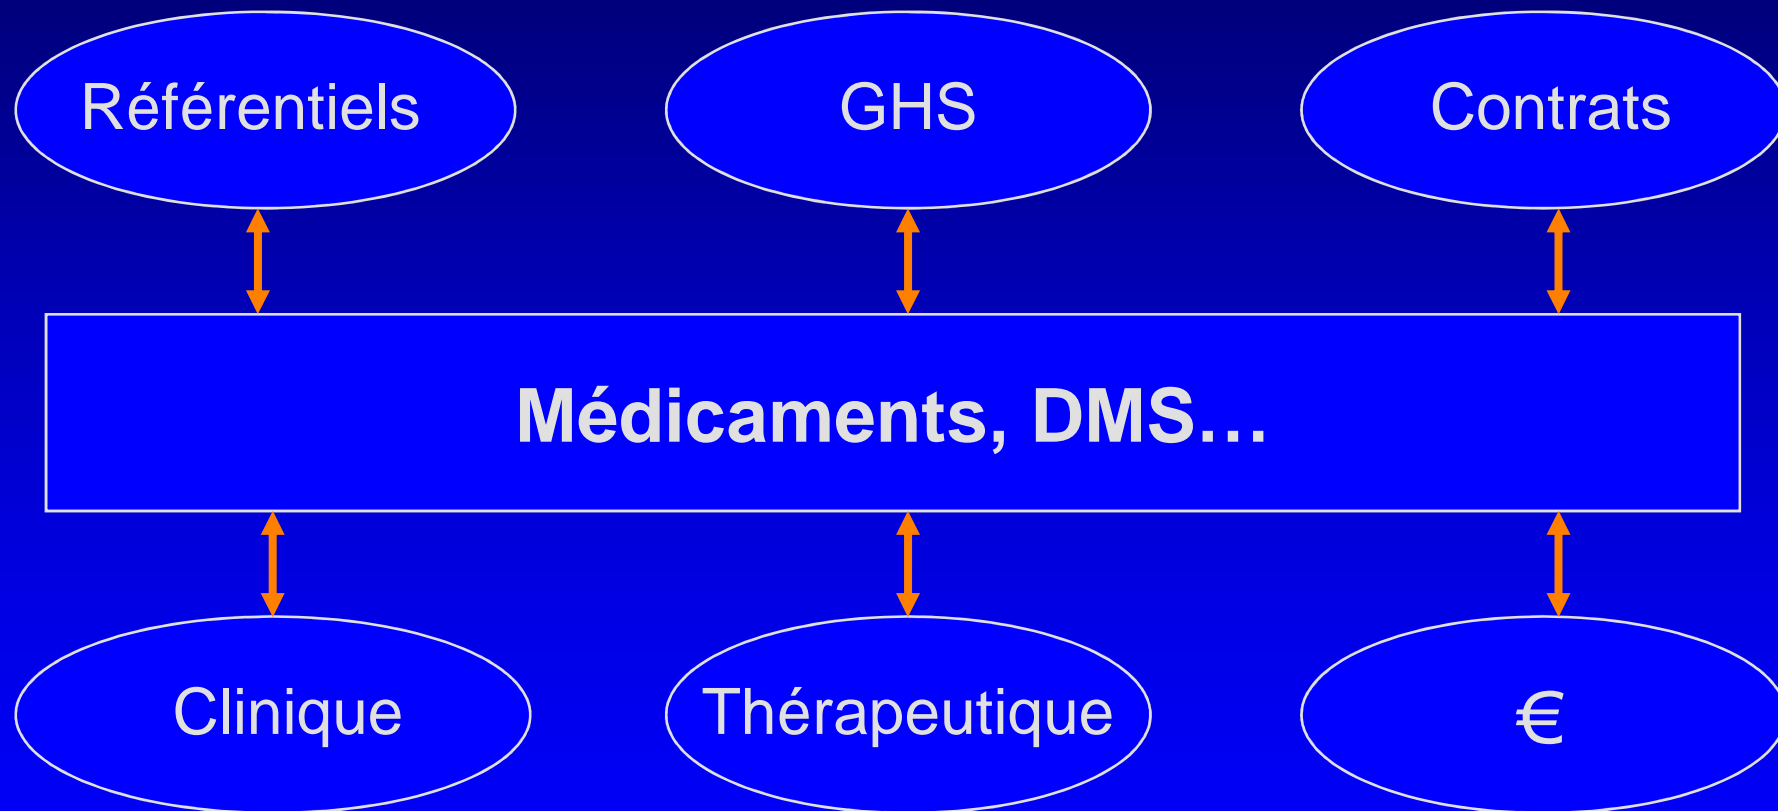 Référentiels
GHS
Contrats
Médicaments, DMS…
Clinique
Thérapeutique
€